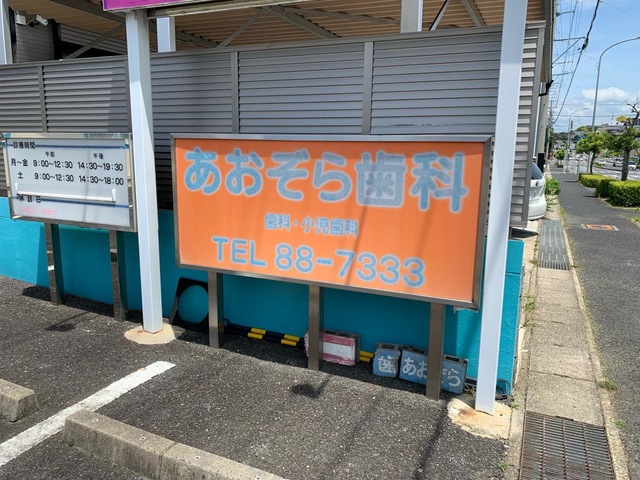 診療時間
午前 午後
月〜金 9:00〜12:30 14:30〜19:30
土 9:00〜12:30 14:30〜18:00
休診日
あおぞら歯科
歯科・小児歯科
TEL 88-7333
歯 あおぞら